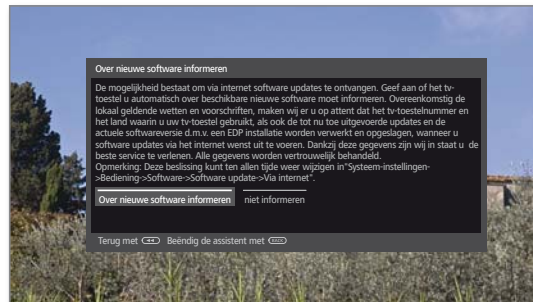 Over nieuwe software informeren
De mogelijkheid bestaat om via internet software updates te ontvangen. Geef aan of het tv-
toestel u automatisch over beschikbare nieuwe software moet informeren. Overeenkomstig de
lokaal geldende wetten en voorschriften, maken wij er u op attent dat het tv-toestelnummer en
het land waarin u uw tv-toestel gebruikt, als ook de tot nu toe uitgevoerde updates en de
actuele softwareversie d.m.v. een EDP installatie worden verwerkt en opgeslagen, wanneer u
software updates via het internet wenst uit te voeren. Dankzij deze gegevens zijn wij in staat u de
beste service te verlenen. Alle gegevens worden vertrouwelijk behandeld.
Opmerking: Deze beslissing kunt ten allen tijde weer wijzigen in"Systeem-instellingen-
>Bediening->Software->Software update->Via internet".
Over nieuwe software informeren niet informeren
Terug met Beëndig de assistent met BACK